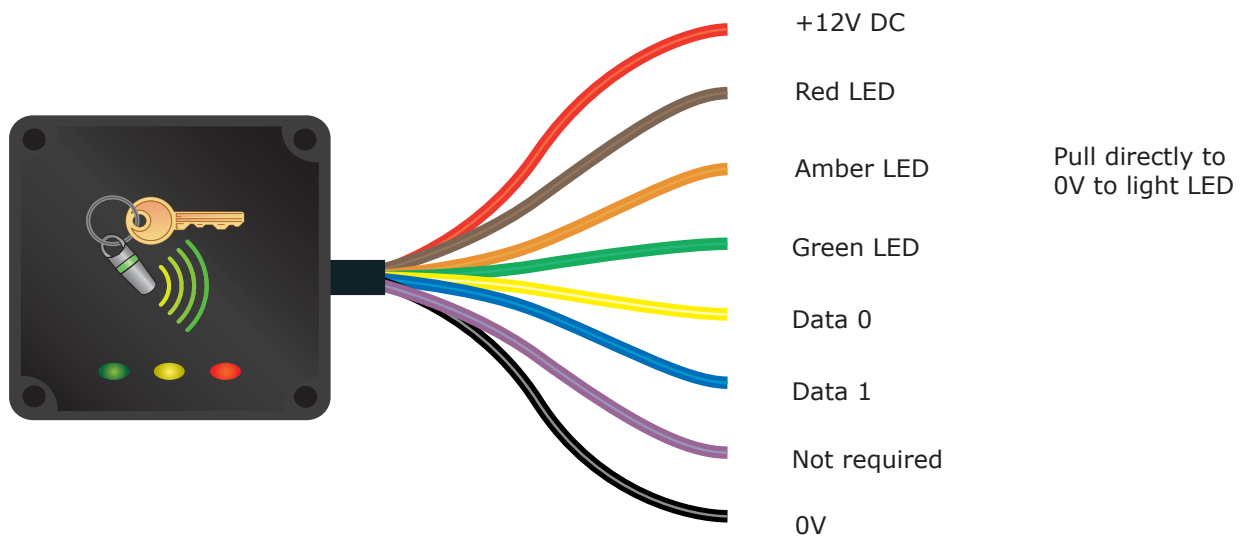 +12V DC
Red LED
Amber LED
Pull directly to
0V to light LED
Green LED
Data 0
Data 1
Not required
0V